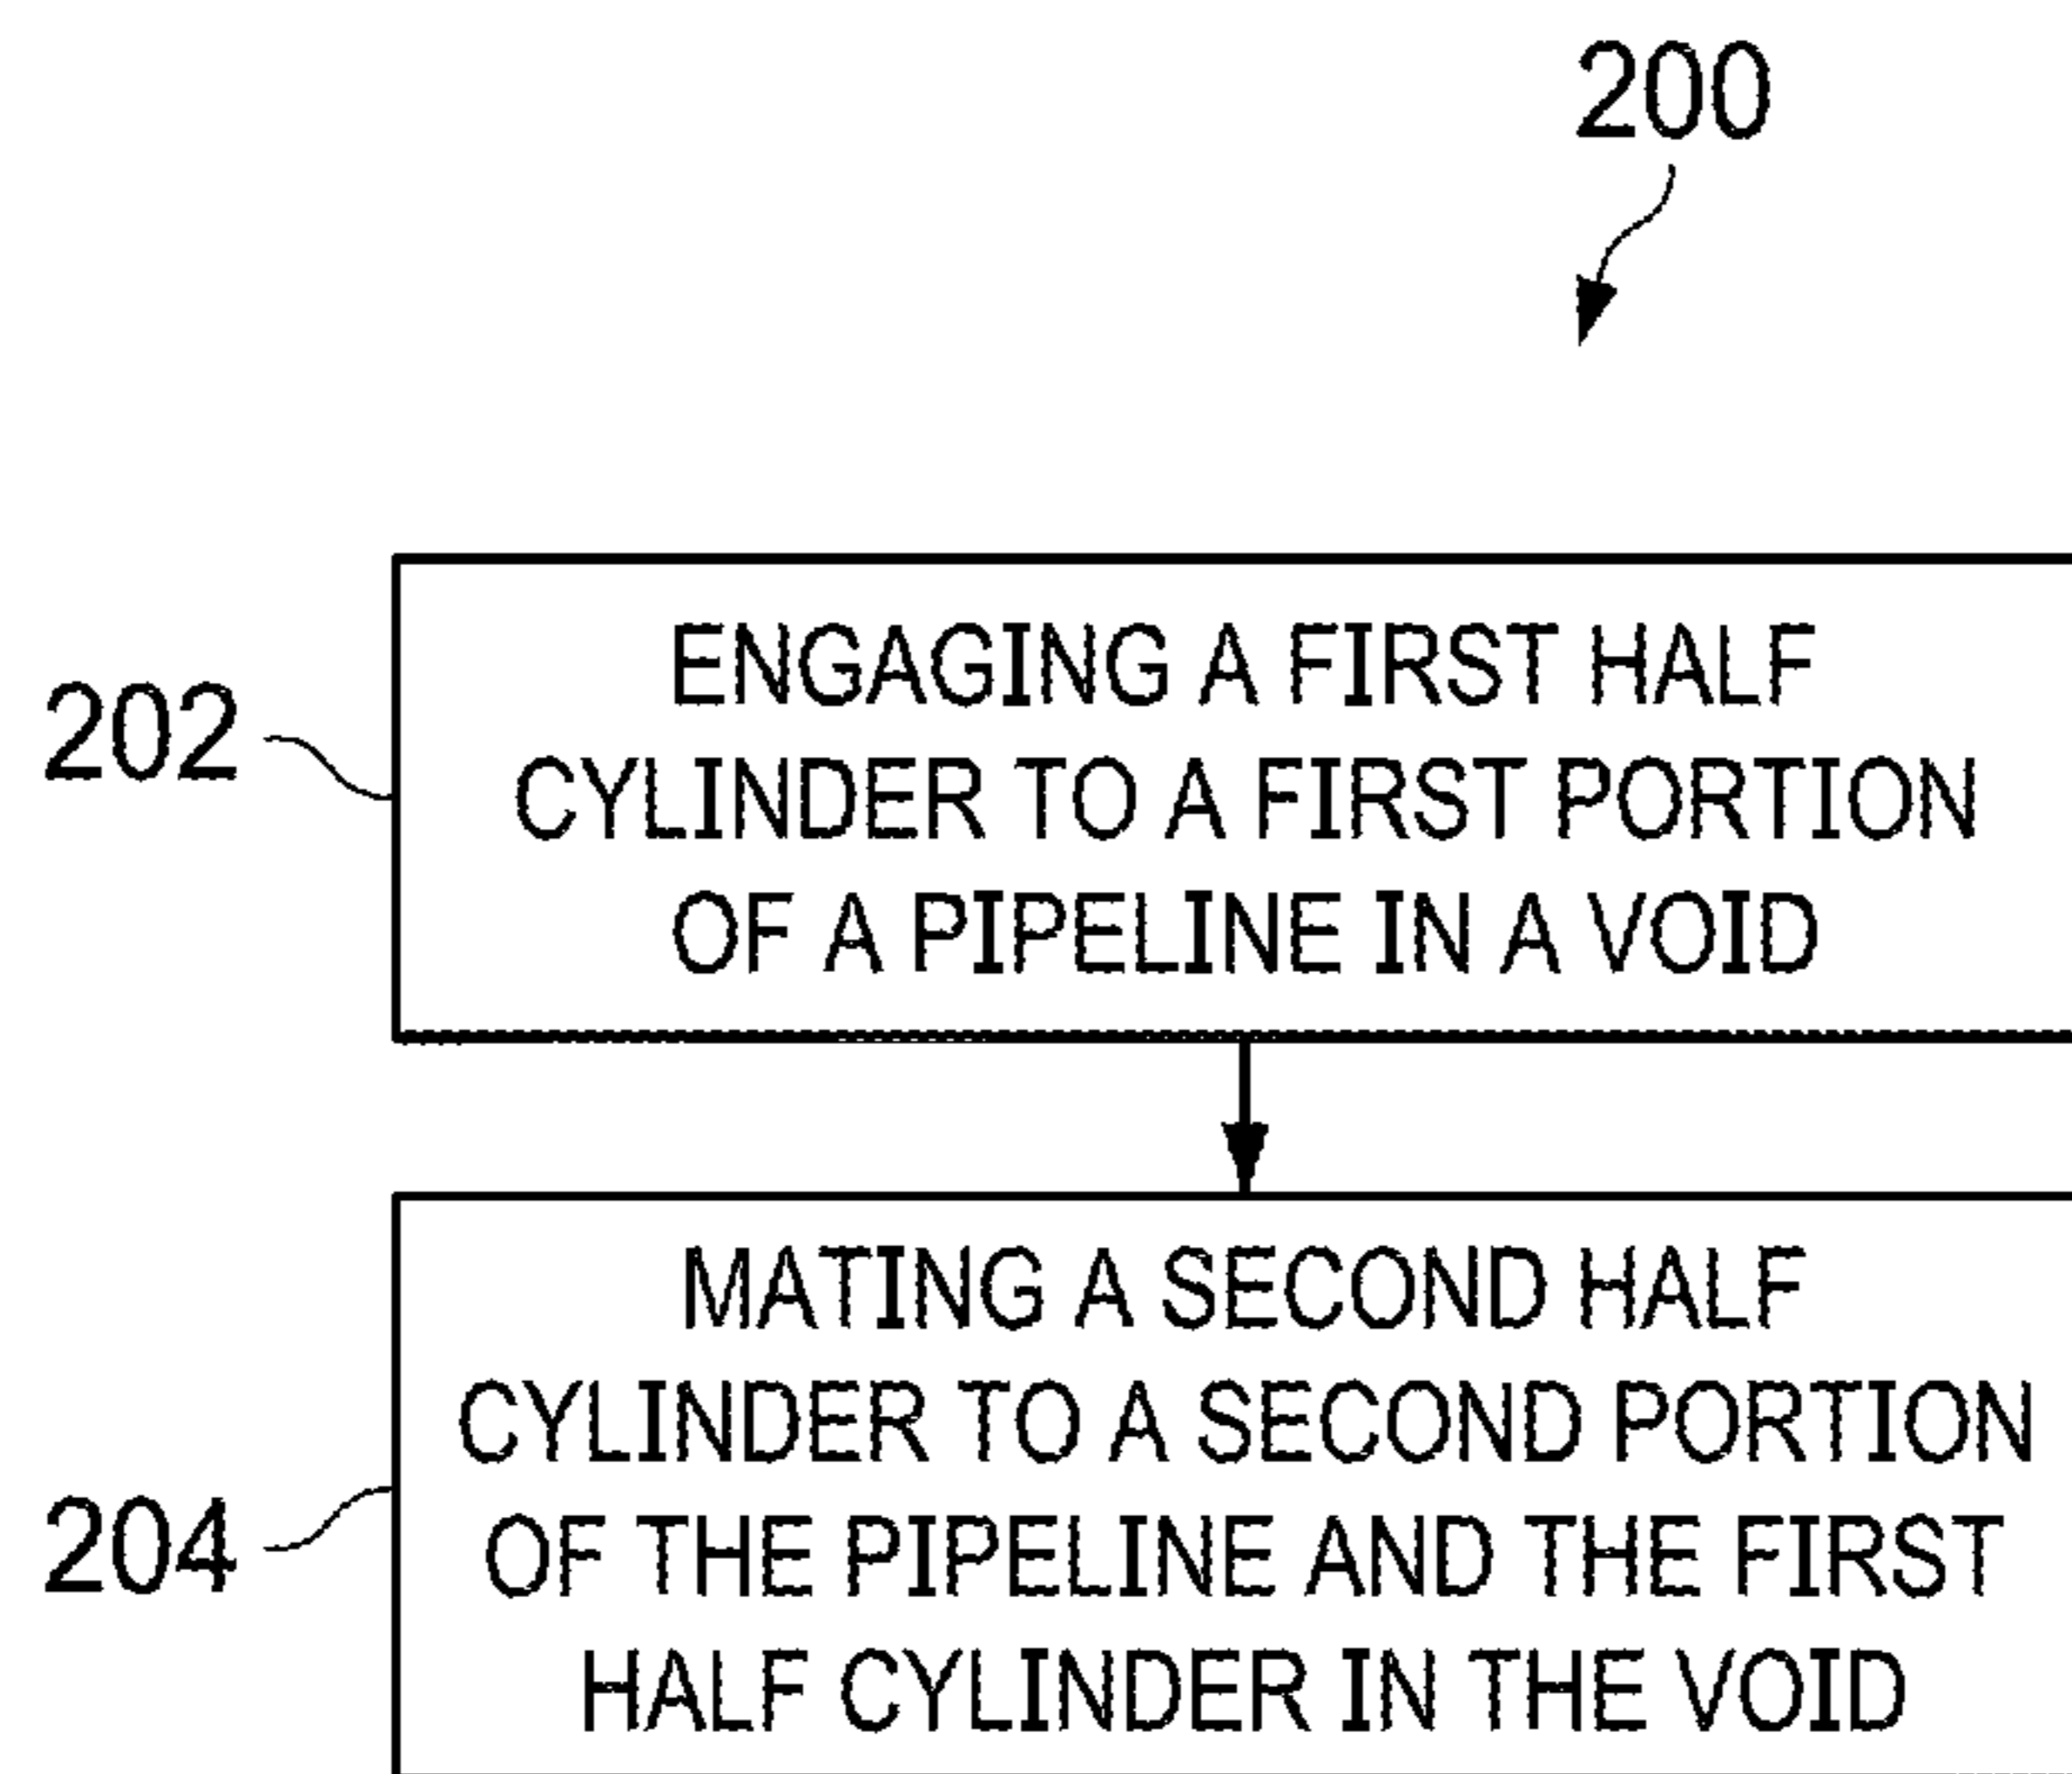 200
202
ENGAGING A FIRST HALF
CYLINDER TO A FIRST PORTION
OF A PIPELINE IN A VOID
204
MATING A SECOND HALF
CYLINDER TO A SECOND PORTION
OF THE PIPELINE AND THE FIRST
HALF CYLINDER IN THE VOID